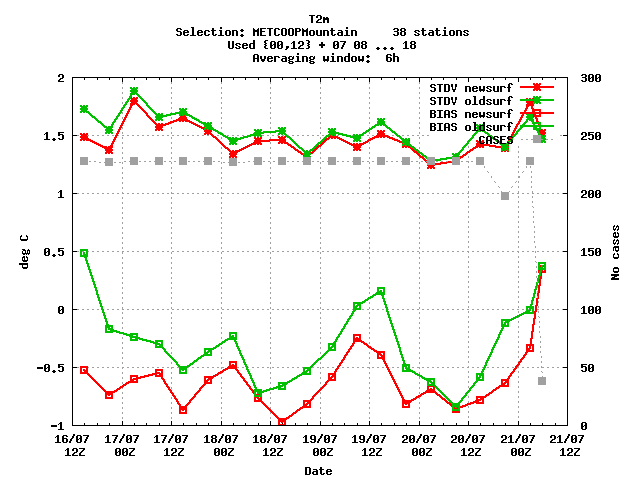 T2m
Selection: METCOOPMountain     38 stations
Used {00,12} + 07 08 ... 18
Averaging window:  6h
STDV newsurf
STDV oldsurf
BIAS newsurf
BIAS oldsurf
CASES
2
1.5
1
0.5
0
-0.5
-1
deg C
300
250
200
150
100
50
0
No cases
16/07 17/07 17/07 18/07 18/07 19/07 19/07 20/07 20/07 21/07 21/07
12Z 00Z 12Z 00Z 12Z 00Z 12Z 00Z 12Z 00Z 12Z
Date